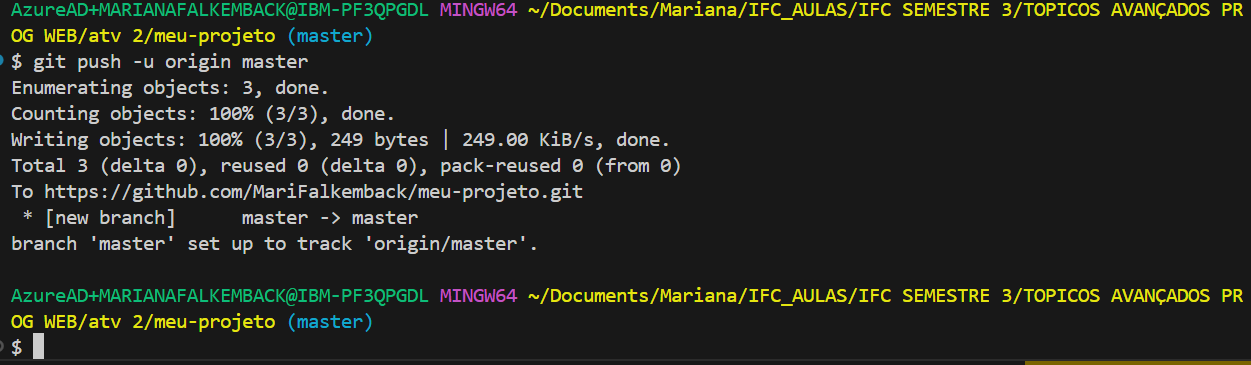 AzureAD+MARIANAFALKEMBACK@IBM-PF3QPGDL MINGW64 ~/Documents/Mariana/IFC_AULAS/IFC SEMESTRE 3/TOPICOS AVANÇADOS PR
OG WEB/atv 2/meu-projeto (master)
$ git push -u origin master
Enumerating objects: 3, done.
Counting objects: 100% (3/3), done.
Writing objects: 100% (3/3), 249 bytes | 249.00 KiB/s, done.
Total 3 (delta 0), reused 0 (delta 0), pack-reused 0 (from 0)
To https://github.com/MariFalkemback/meu-projeto.git
 * [new branch]      master -> master
branch 'master' set up to track 'origin/master'.

AzureAD+MARIANAFALKEMBACK@IBM-PF3QPGDL MINGW64 ~/Documents/Mariana/IFC_AULAS/IFC SEMESTRE 3/TOPICOS AVANÇADOS PR
OG WEB/atv 2/meu-projeto (master)
$